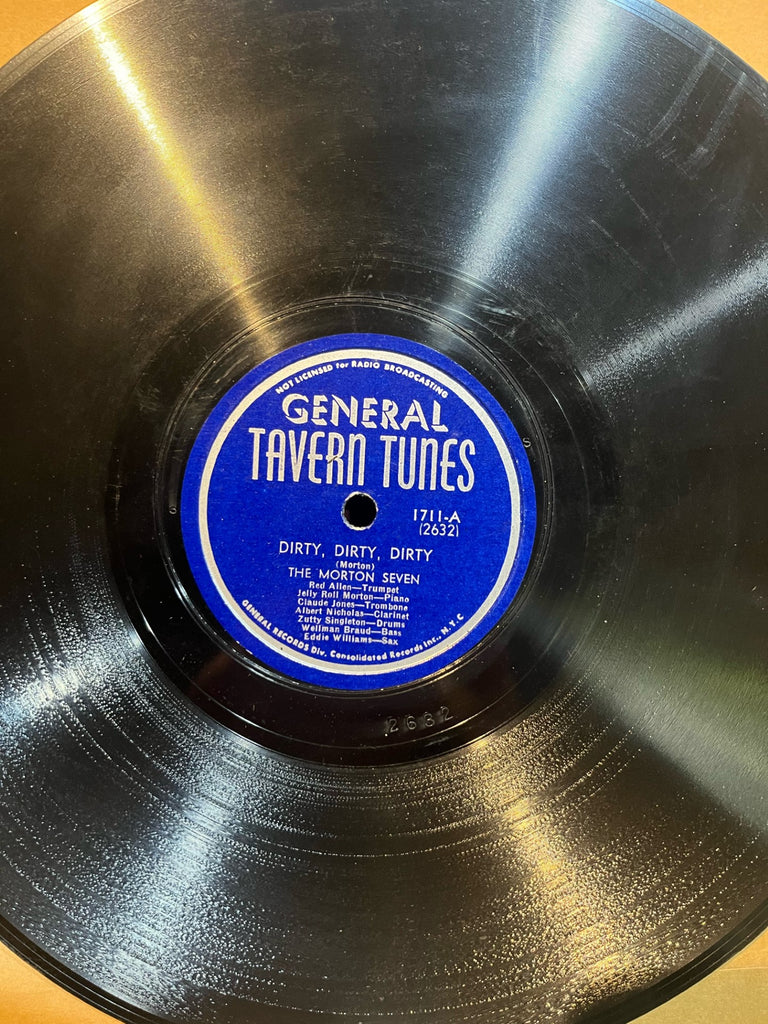 NOT LICENSED for RADIO BROADCASTING
GENERAL
TAVERN TUNES
1711-A
(2632)
DIRTY, DIRTY, DIRTY
(Morton)
THE MORTON SEVEN
Red Allen—Trumpet
Jelly Roll Morton—Piano
Claude Jones—Trombone
Albert Nicholas—Clarinet
Zutty Singleton—Drums
Wellman Braud—Bass
Eddie Williams—Sax
GENERAL RECORDS Div. Consolidated Records Inc., N.Y.C
S
S
2632